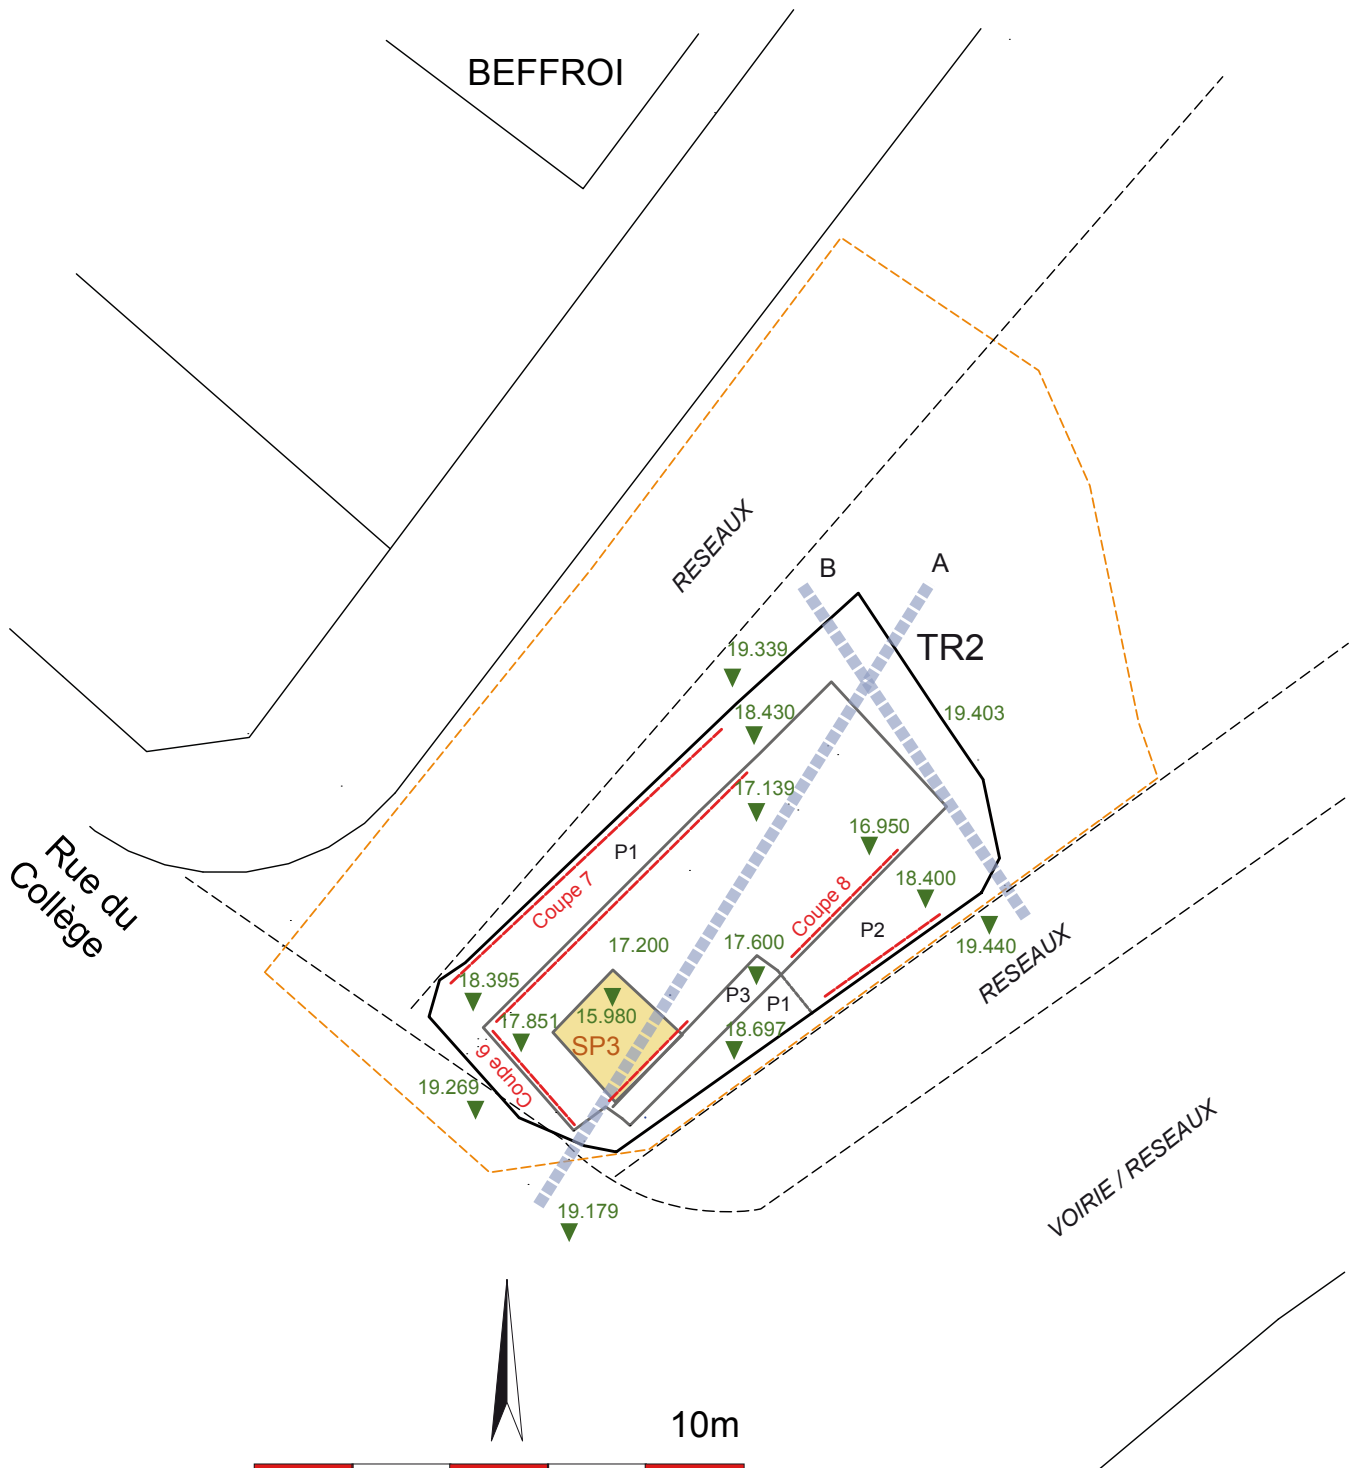 BEFFROI
RESEAUX
B
A
TR2
19.339
19.403
18.430
17.139
16.950
P1
Coupe 7
Coupe 8
18.400
P2
Rue du
Collège
17.200
17.600
19.440
RESEAUX
18.395
P3
P1
17.851
15.980
18.697
SP3
Coupe 6
19.269
VOIRIE / RESEAUX
19.179
10m